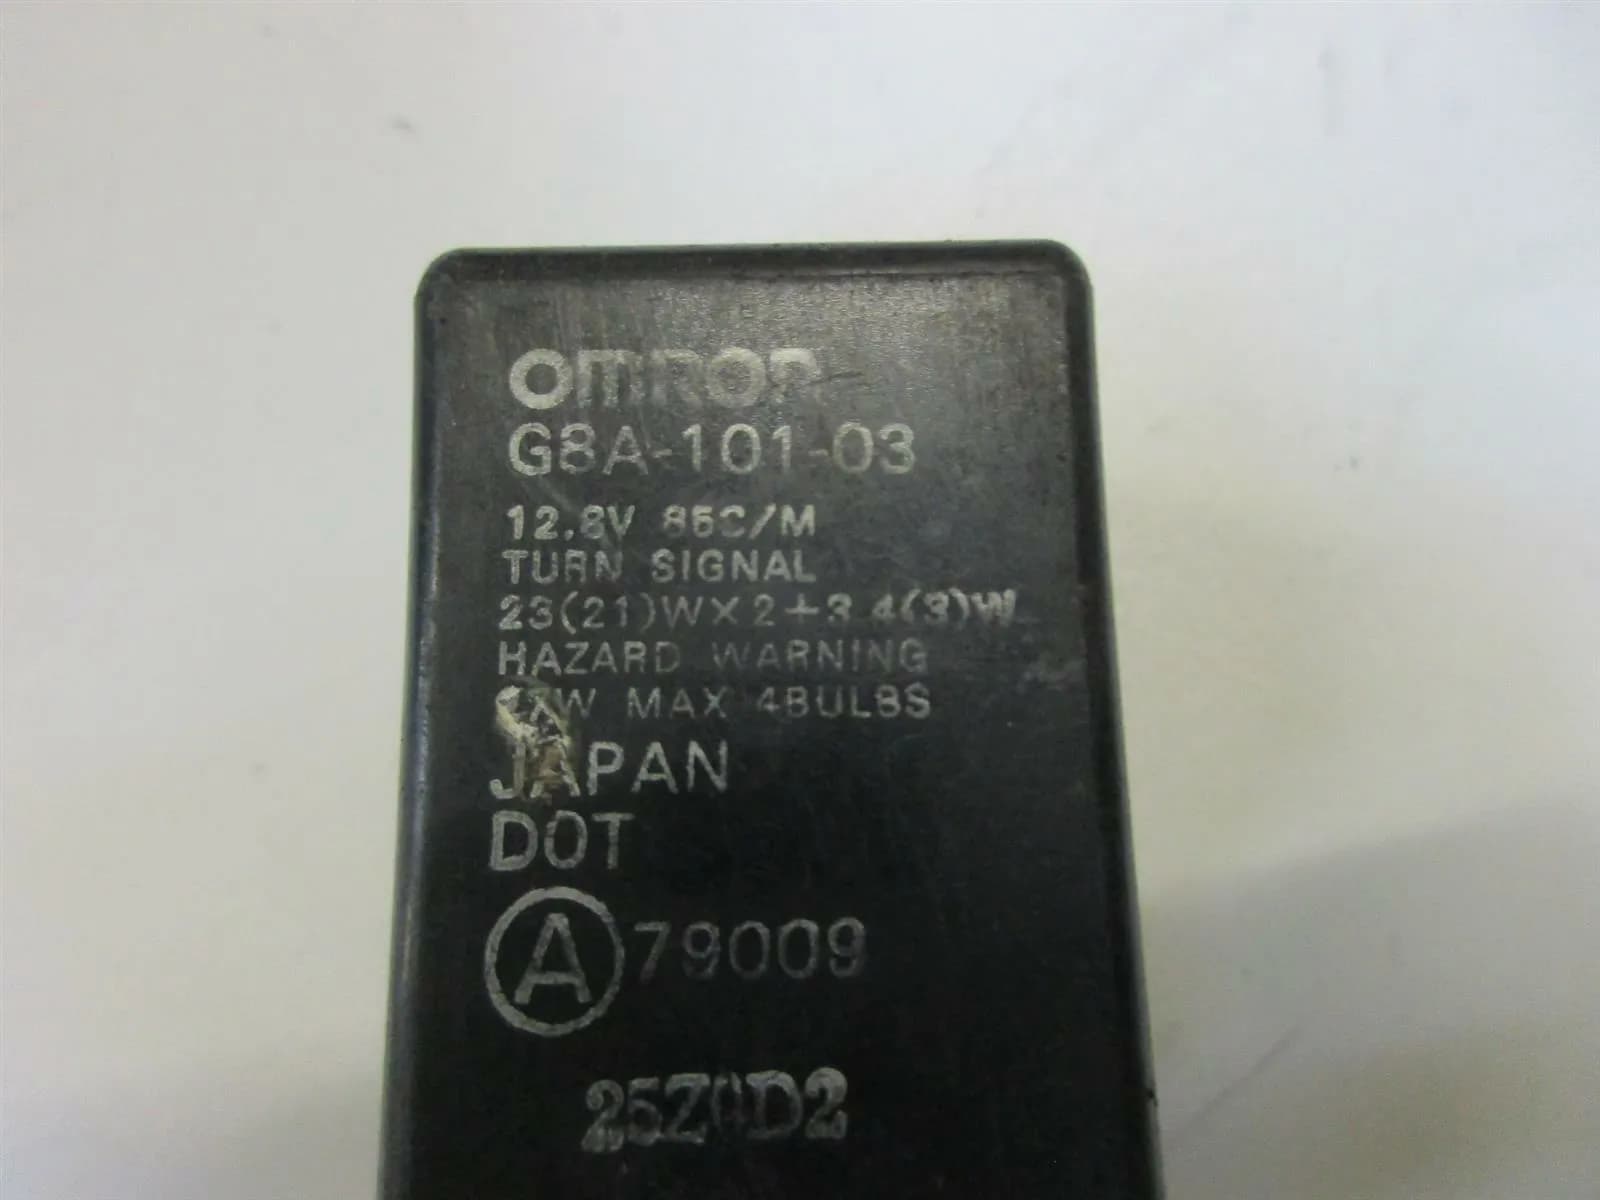 OMRON
G8A-101-03
12.8V 85C/M
TURN SIGNAL
23(21)W×2+3.4(3)W
HAZARD WARNING
MAX 4BULBS
JAPAN
DOT
A 79009
25Z0D2